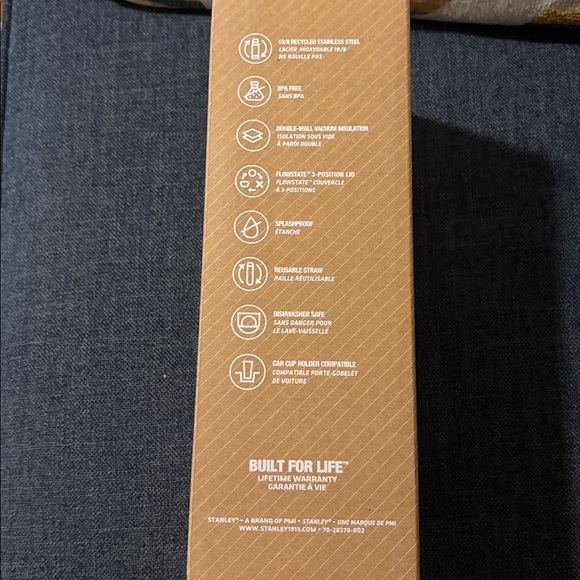 18/8 RECYCLED STAINLESS STEEL
L'ACIER INOXYDABLE 18/8
NE ROUILLE PAS
BPA FREE
SANS BPA
DOUBLE-WALL VACUUM INSULATION
ISOLATION SOUS VIDE
À PAROI DOUBLE
FLOWSTATE™ 3-POSITION LID
FLOWSTATE™ COUVERCLE
À 3-POSITIONS
SPLASHPROOF
ÉTANCHE
REUSABLE STRAW
PAILLE RÉUTILISABLE
DISHWASHER SAFE
SANS DANGER POUR
LE LAVE-VAISSELLE
CAR CUP HOLDER COMPATIBLE
COMPATIBLE PORTE-GOBELET
DE VOITURE
BUILT FOR LIFE™
LIFETIME WARRANTY
GARANTIE À VIE
STANLEY® – A BRAND OF PMI • STANLEY® – UNE MARQUE DE PMI
WWW.STANLEY1913.COM • 70-28370-002